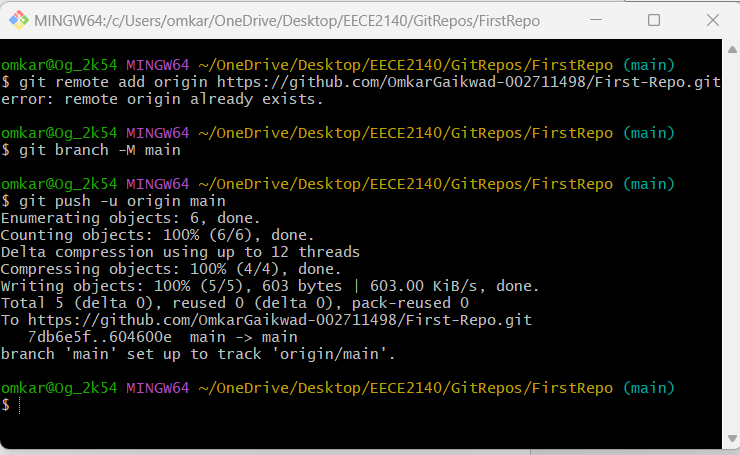 MINGW64:/c/Users/omkar/OneDrive/Desktop/EECE2140/GitRepos/FirstRepo
omkar@Og_2k54 MINGW64 ~/OneDrive/Desktop/EECE2140/GitRepos/FirstRepo (main)
$ git remote add origin https://github.com/OmkarGaikwad-002711498/First-Repo.git
error: remote origin already exists.
omkar@Og_2k54 MINGW64 ~/OneDrive/Desktop/EECE2140/GitRepos/FirstRepo (main)
$ git branch -M main
omkar@Og_2k54 MINGW64 ~/OneDrive/Desktop/EECE2140/GitRepos/FirstRepo (main)
$ git push -u origin main
Enumerating objects: 6, done.
Counting objects: 100% (6/6), done.
Delta compression using up to 12 threads
Compressing objects: 100% (4/4), done.
Writing objects: 100% (5/5), 603 bytes | 603.00 KiB/s, done.
Total 5 (delta 0), reused 0 (delta 0), pack-reused 0
To https://github.com/OmkarGaikwad-002711498/First-Repo.git
   7db6e5f..604600e  main -> main
branch 'main' set up to track 'origin/main'.
omkar@Og_2k54 MINGW64 ~/OneDrive/Desktop/EECE2140/GitRepos/FirstRepo (main)
$